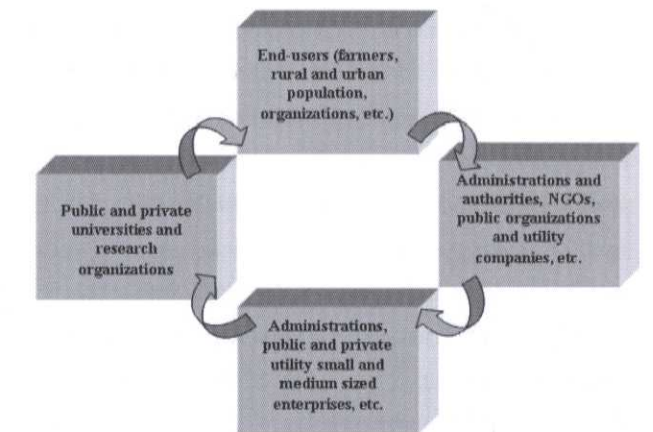 End-users (farmers,
rural and urban
population,
organizations, etc.)
Administrations and
authorities, NGOs,
public organizations
and utility
companies, etc.
Administrations,
public and private
utility small and
medium sized
enterprises, etc.
Public and private
universities and
research
organizations